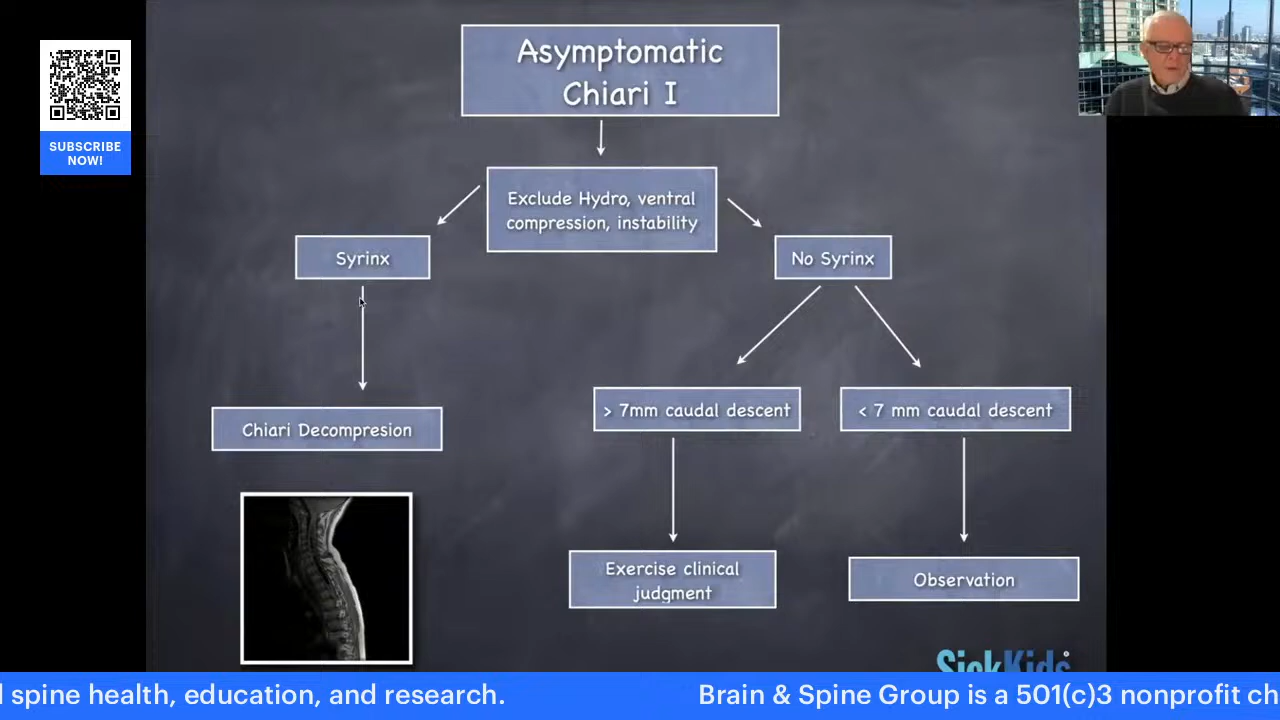 SUBSCRIBE
NOW!
Asymptomatic
Chiari I
Exclude Hydro, ventral
compression, instability
Syrinx
No Syrinx
> 7mm caudal descent
< 7 mm caudal descent
Chiari Decompresion
Exercise clinical
judgment
Observation
SickKids
spine health, education, and research.
Brain & Spine Group is a 501(c)3 nonprofit ch